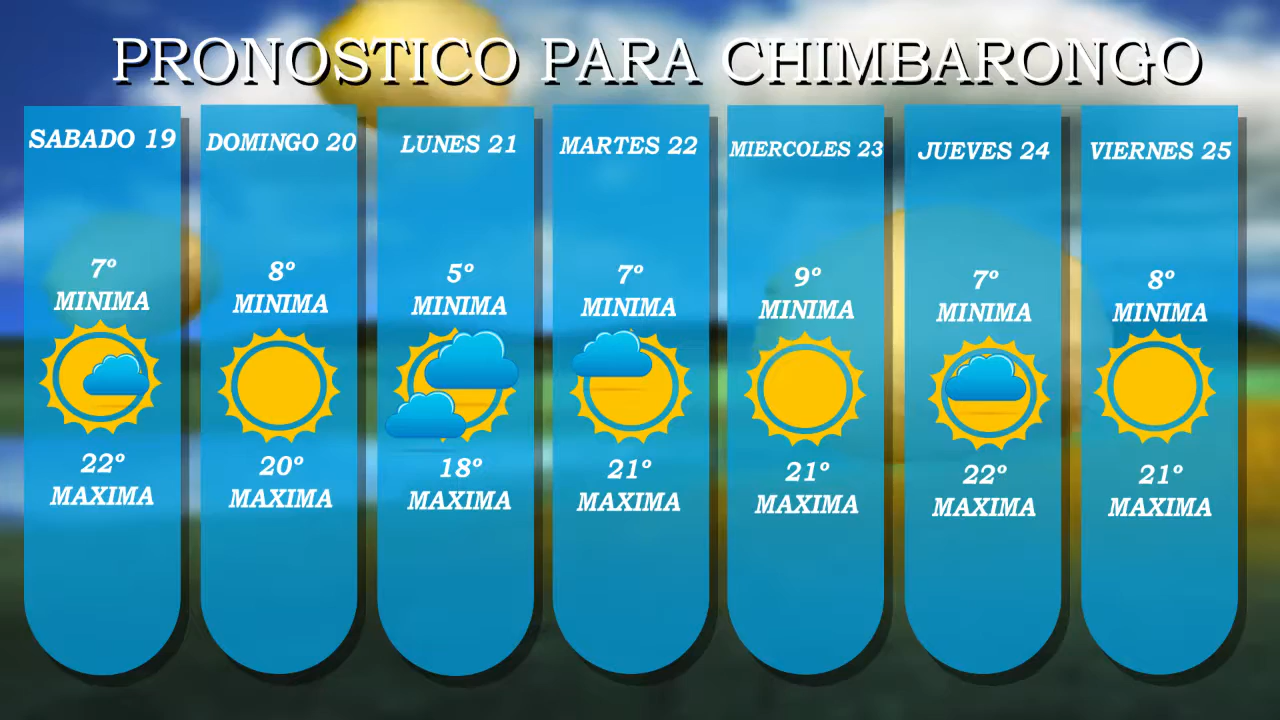 PRONOSTICO PARA CHIMBARONGO
SABADO 19
7º
MINIMA
22º
MAXIMA
DOMINGO 20
8º
MINIMA
20º
MAXIMA
LUNES 21
5º
MINIMA
18º
MAXIMA
MARTES 22
7º
MINIMA
21º
MAXIMA
MIERCOLES 23
9º
MINIMA
21º
MAXIMA
JUEVES 24
7º
MINIMA
22º
MAXIMA
VIERNES 25
8º
MINIMA
21º
MAXIMA